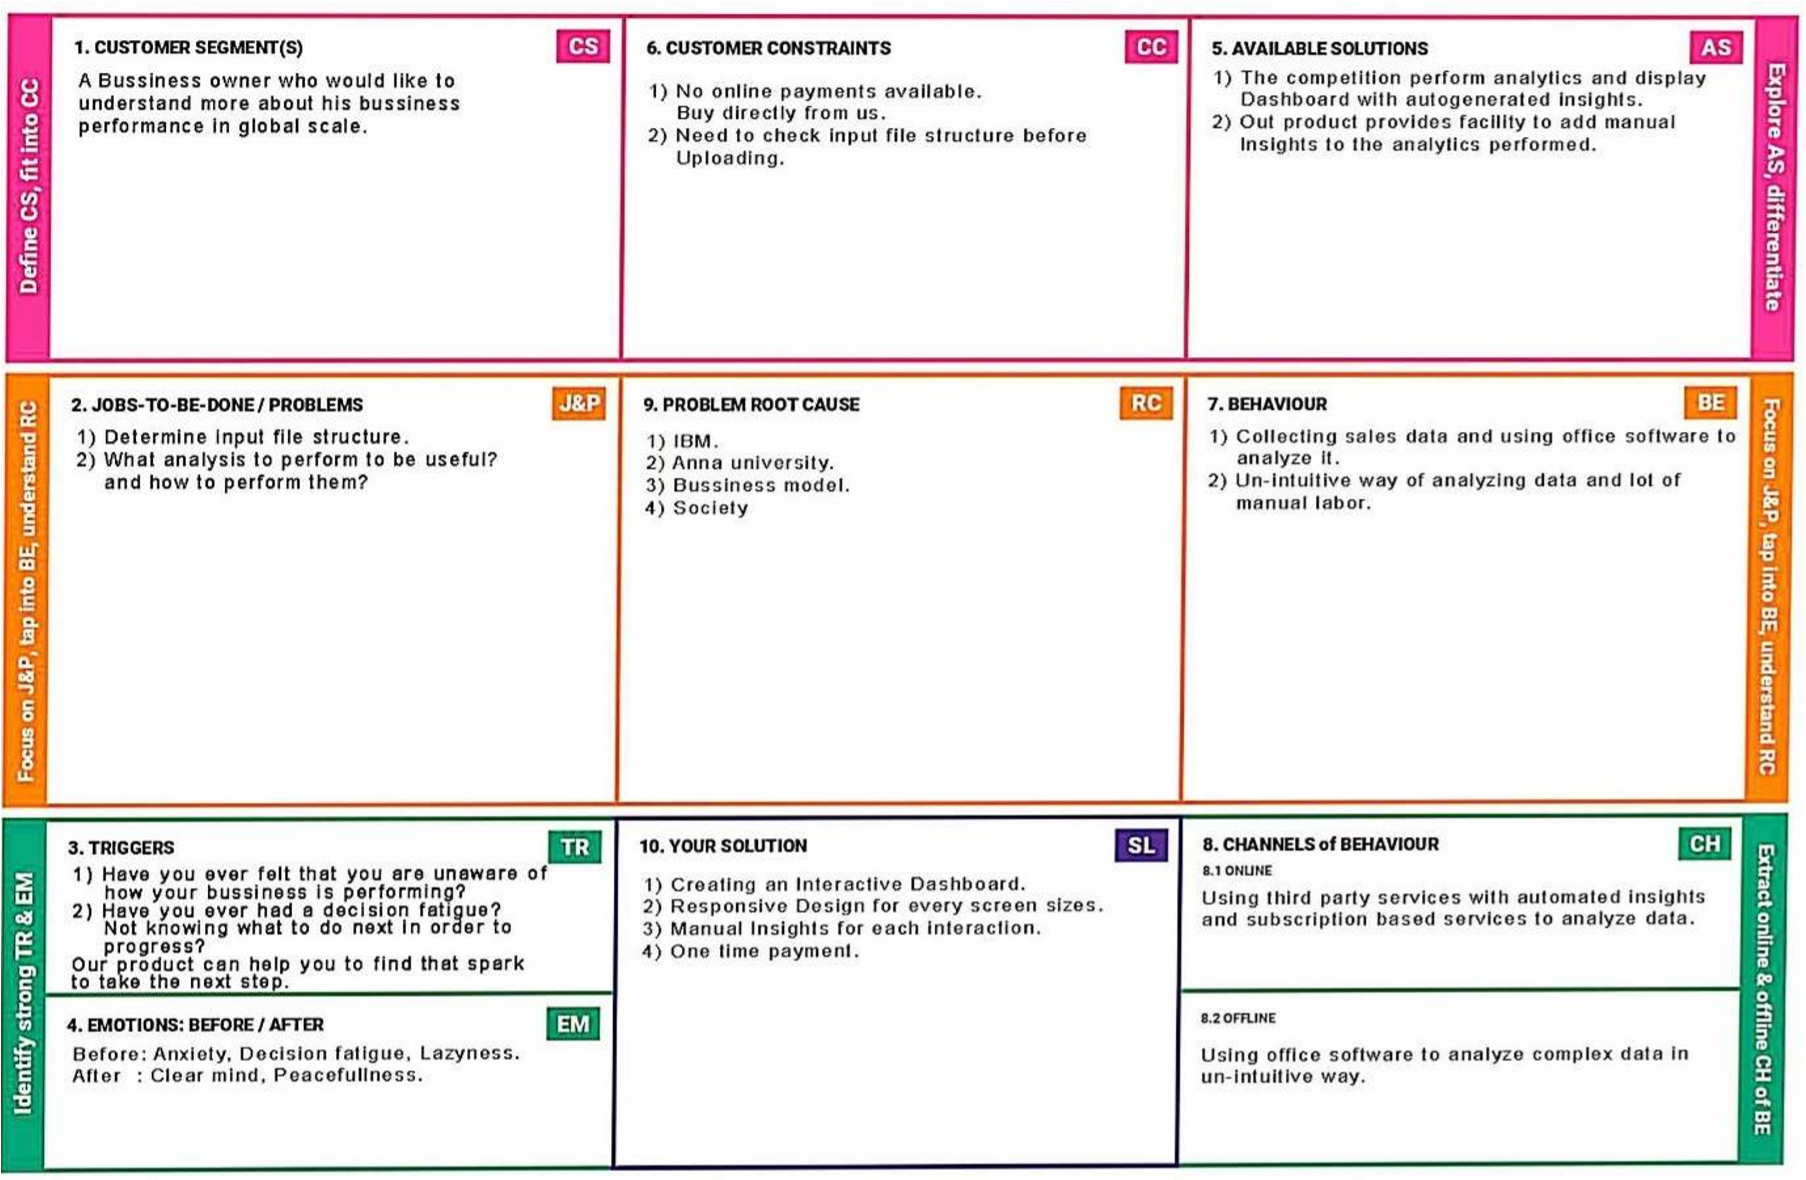 Define CS, fit into CC
1. CUSTOMER SEGMENT(S)
CS
A Bussiness owner who would like to
understand more about his bussiness
performance in global scale.
6. CUSTOMER CONSTRAINTS
CC
1) No online payments available.
Buy directly from us.
2) Need to check input file structure before
Uploading.
5. AVAILABLE SOLUTIONS
AS
1) The competition perform analytics and display
Dashboard with autogenerated insights.
2) Out product provides facility to add manual
Insights to the analytics performed.
Explore AS, differentiate
Focus on J&P, tap into BE, understand RC
2. JOBS-TO-BE-DONE / PROBLEMS
J&P
1) Determine Input file structure.
2) What analysis to perform to be useful?
and how to perform them?
9. PROBLEM ROOT CAUSE
RC
1) IBM.
2) Anna university.
3) Bussiness model.
4) Society
7. BEHAVIOUR
BE
1) Collecting sales data and using office software to
analyze it.
2) Un-intuitive way of analyzing data and lot of
manual labor.
Focus on J&P, tap into BE, understand RC
Identify strong TR & EM
3. TRIGGERS
TR
1) Have you ever felt that you are unaware of
how your bussiness is performing?
2) Have you ever had a decision fatigue?
Not knowing what to do next in order to
progress?
Our product can help you to find that spark
to take the next step.
4. EMOTIONS: BEFORE / AFTER
EM
Before: Anxiety, Decision fatigue, Lazyness.
After : Clear mind, Peacefullness.
10. YOUR SOLUTION
SL
1) Creating an Interactive Dashboard.
2) Responsive Design for every screen sizes.
3) Manual Insights for each interaction.
4) One time payment.
8. CHANNELS of BEHAVIOUR
CH
8.1 ONLINE
Using third party services with automated insights
and subscription based services to analyze data.
8.2 OFFLINE
Using office software to analyze complex data in
un-intuitive way.
Extract online & offline CH of BE